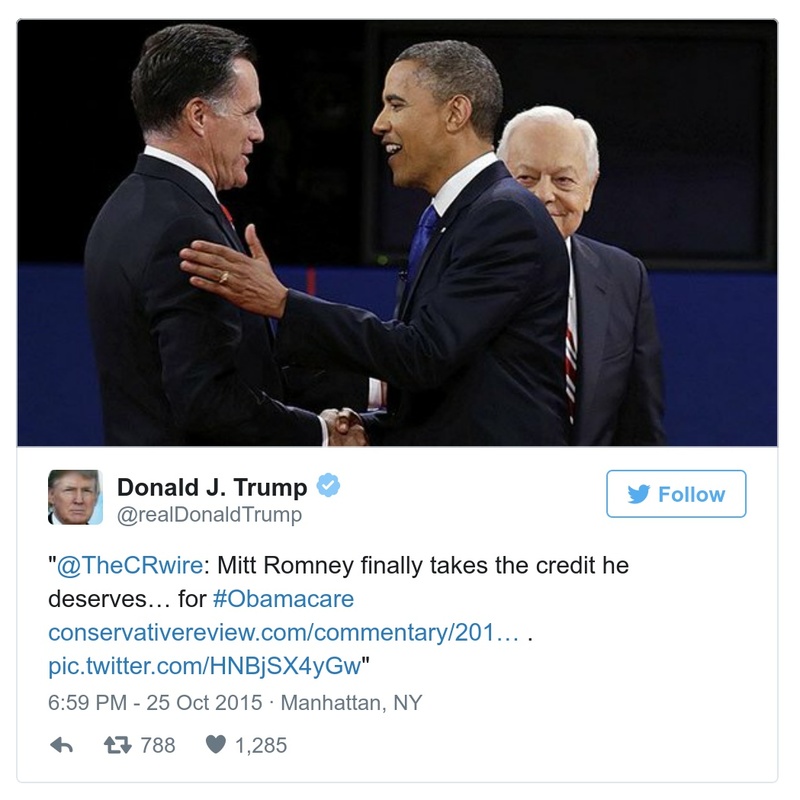 Donald J. Trump
@realDonaldTrump
Follow
"@TheCRwire: Mitt Romney finally takes the credit he
deserves… for #Obamacare
conservativereview.com/commentary/201… .
pic.twitter.com/HNBjSX4yGw"
6:59 PM - 25 Oct 2015 · Manhattan, NY
788 1,285